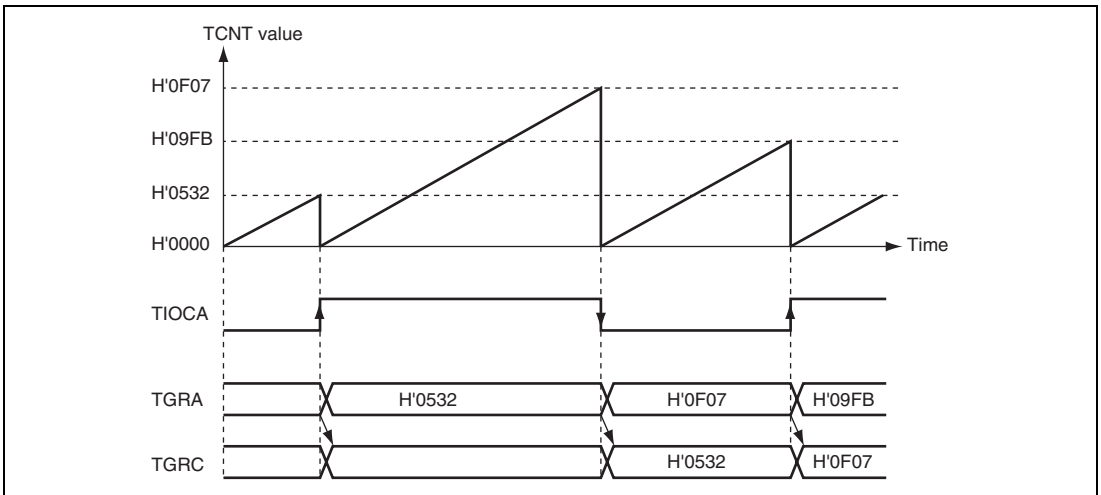 TCNT value
H'0F07
H'09FB
H'0532
H'0000
Time
TIOCA
TGRA H'0532 H'0F07 H'09FB
TGRC H'0532 H'0F07